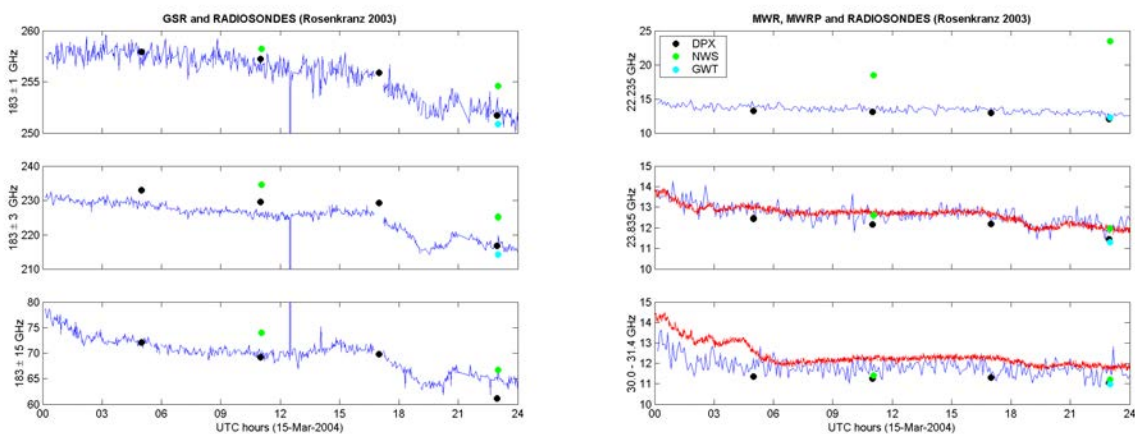 GSR and RADIOSONDES (Rosenkranz 2003)
260
255
250
183 ± 1 GHz
240
230
220
210
183 ± 3 GHz
80
75
70
65
60
183 ± 15 GHz
00 03 06 09 12 15 18 21 24
UTC hours (15-Mar-2004)
MWR, MWRP and RADIOSONDES (Rosenkranz 2003)
25
20
15
10
22.235 GHz
DPX
NWS
GWT
15
14
13
12
11
10
23.835 GHz
15
14
13
12
11
10
30.0 - 31.4 GHz
00 03 06 09 12 15 18 21 24
UTC hours (15-Mar-2004)